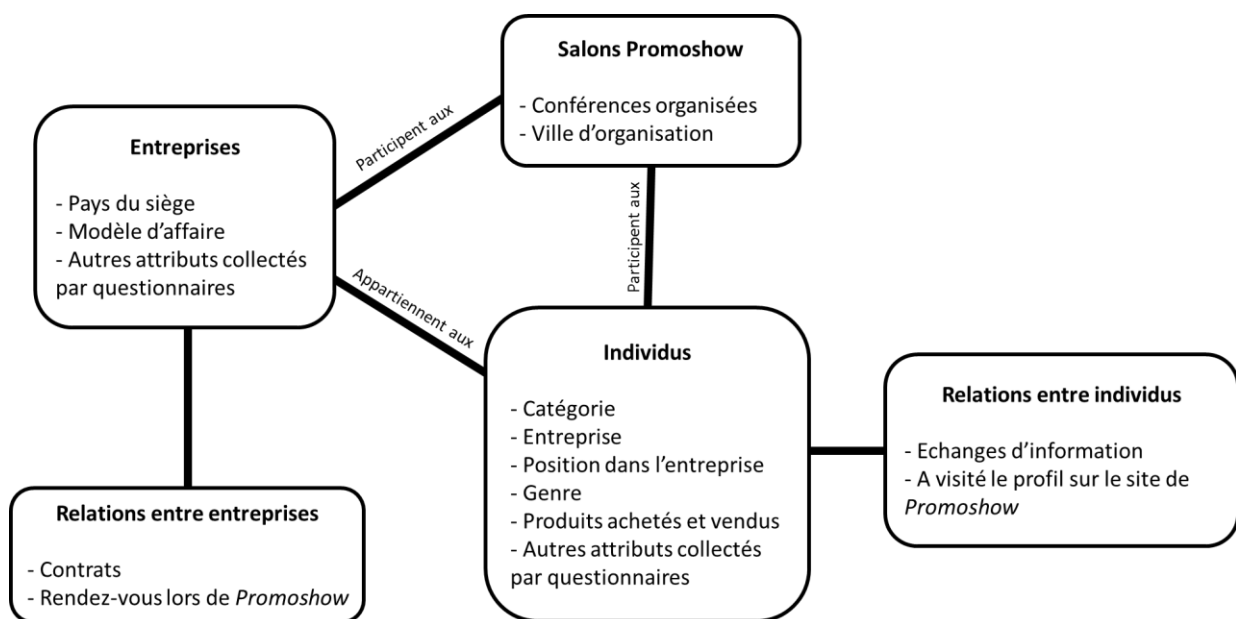 Salons Promoshow
- Conférences organisées
- Ville d'organisation
Participent aux
Entreprises
- Pays du siège
- Modèle d'affaire
- Autres attributs collectés
par questionnaires
Participent aux
Appartiennent aux
Individus
- Catégorie
- Entreprise
- Position dans l'entreprise
- Genre
- Produits achetés et vendus
- Autres attributs collectés
par questionnaires
Relations entre individus
- Echanges d'information
- A visité le profil sur le site de
Promoshow
Relations entre entreprises
- Contrats
- Rendez-vous lors de Promoshow